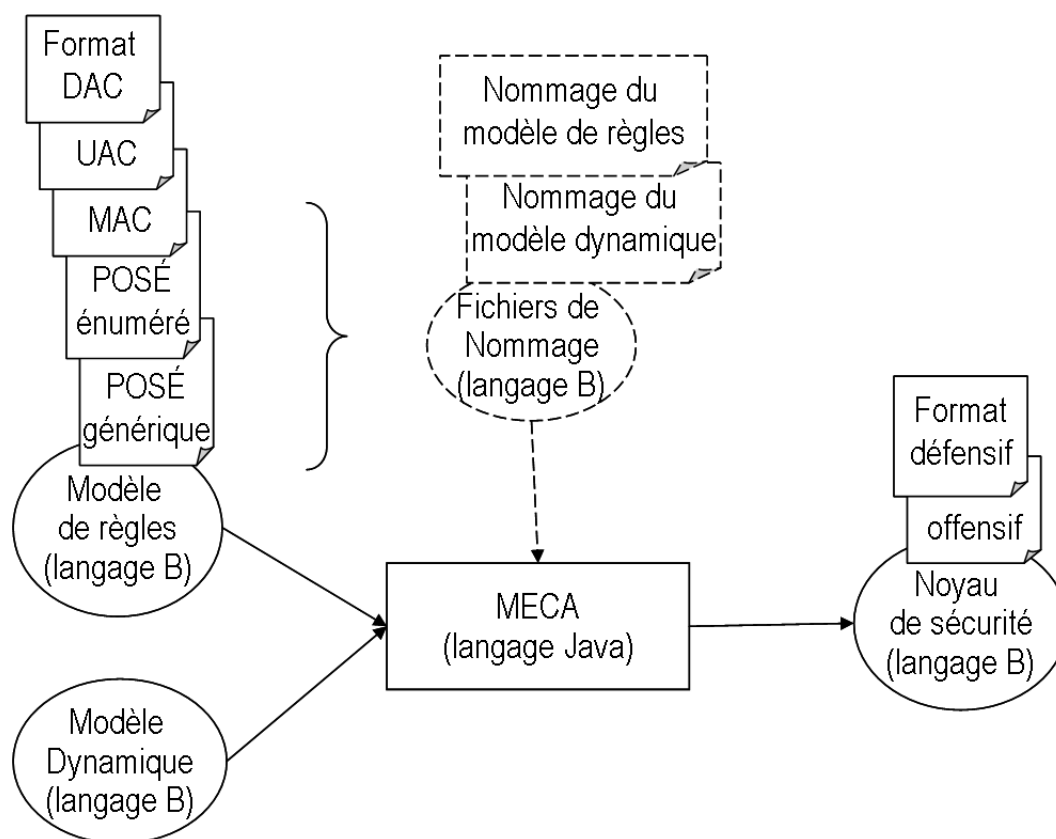 Format
DAC
UAC
MAC
POSÉ
énuméré
POSÉ
générique
Modèle
de règles
(langage B)
Nommage du
modèle de règles
Nommage du
modèle dynamique
Fichiers de
Nommage
(langage B)
MECA
(langage Java)
Modèle
Dynamique
(langage B)
Format
défensif
offensif
Noyau
de sécurité
(langage B)